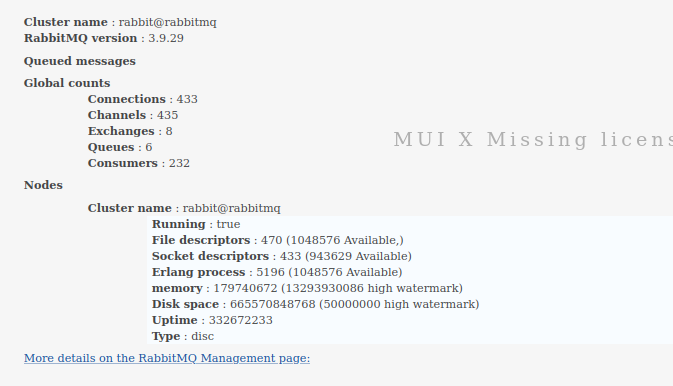 Cluster name : rabbit@rabbitmq
RabbitMQ version : 3.9.29
Queued messages
Global counts
Connections : 433
Channels : 435
Exchanges : 8
MUI X Missing licens
Queues : 6
Consumers : 232
Nodes
Cluster name : rabbit@rabbitmq
Running : true
File descriptors : 470 (1048576 Available,)
Socket descriptors : 433 (943629 Available)
Erlang process : 5196 (1048576 Available)
memory : 179740672 (13293930086 high watermark)
Disk space : 665570848768 (50000000 high watermark)
Uptime : 332672233
Type : disc
More details on the RabbitMQ Management page: